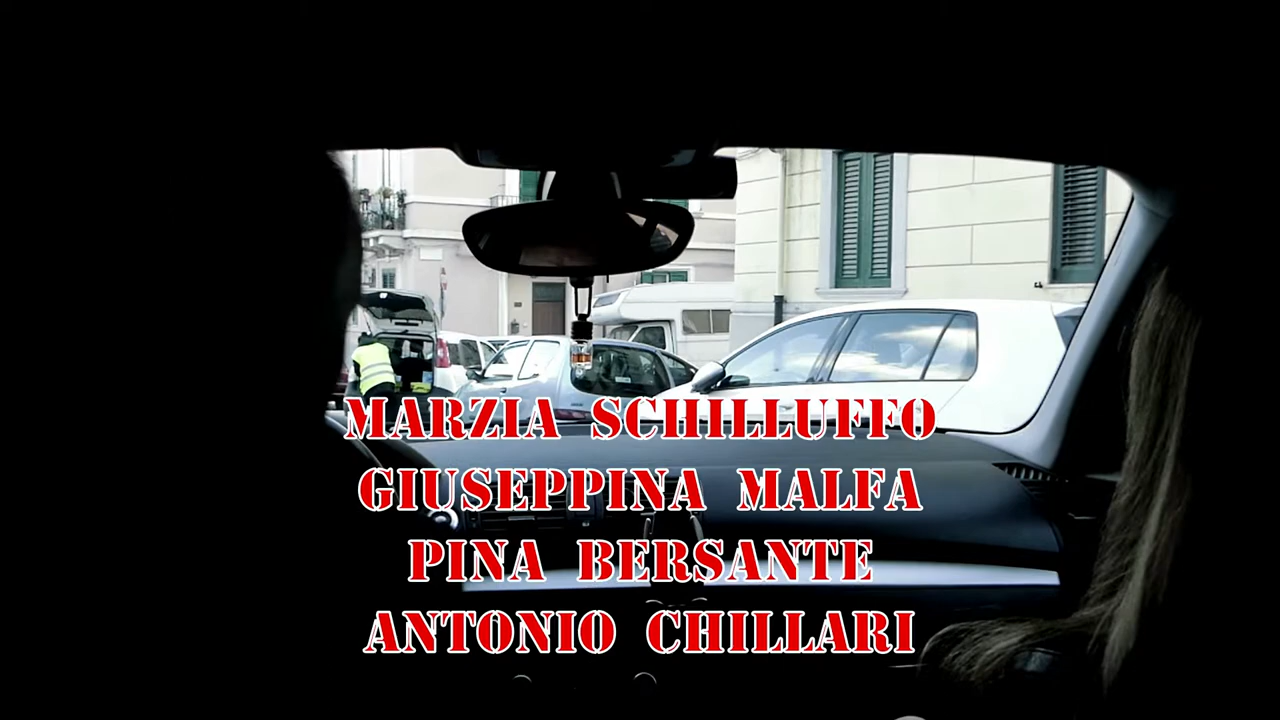 MARZIA SCHILLUFFO
GIUSEPPINA MALFA
PINA BERSANTE
ANTONIO CHILLARI